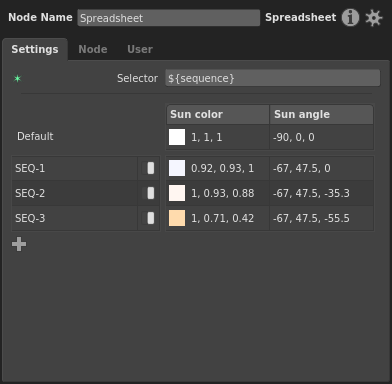 Node Name Spreadsheet Spreadsheet
Settings Node User
Selector ${sequence}
Sun color Sun angle
Default 1, 1, 1 -90, 0, 0
SEQ-1 0.92, 0.93, 1 -67, 47.5, 0
SEQ-2 1, 0.93, 0.88 -67, 47.5, -35.3
SEQ-3 1, 0.71, 0.42 -67, 47.5, -55.5